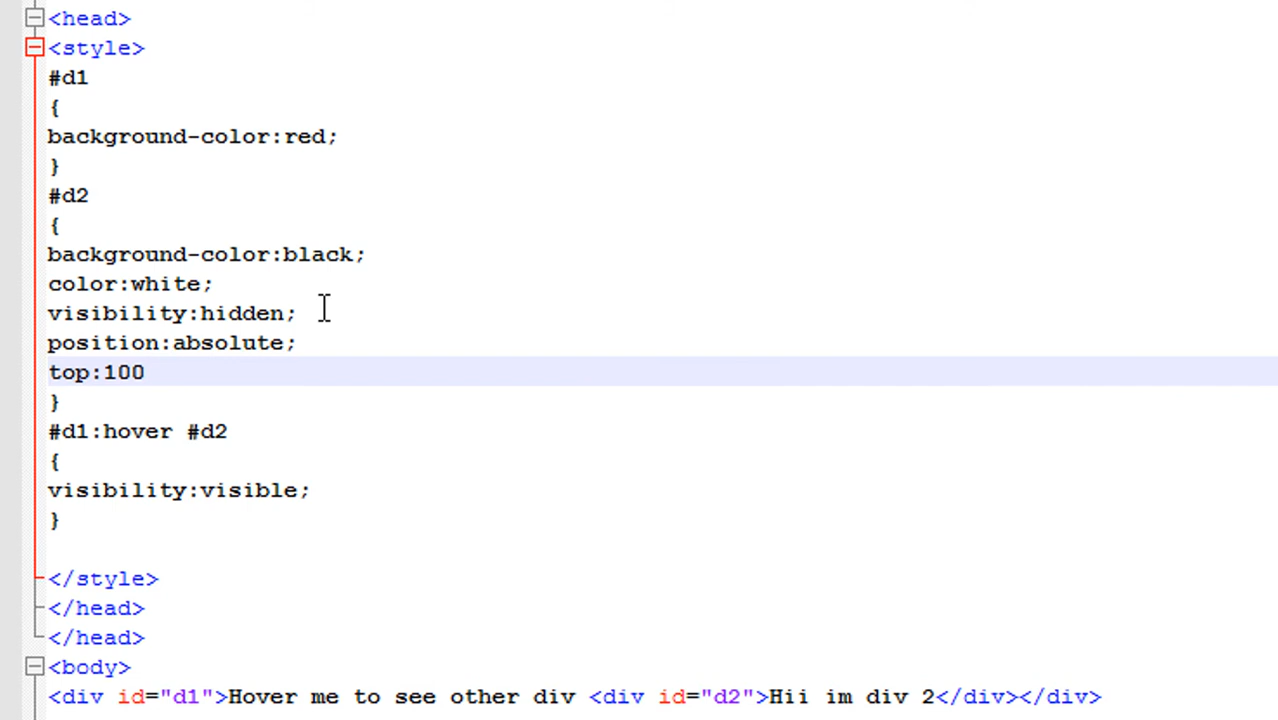 <head>
<style>
#d1
{
background-color:red;
}
#d2
{
background-color:black;
color:white;
visibility:hidden;
position:absolute;
top:100
}
#d1:hover #d2
{
visibility:visible;
}
</style>
</head>
</head>
<body>
<div id="d1">Hover me to see other div <div id="d2">Hii im div 2</div></div>